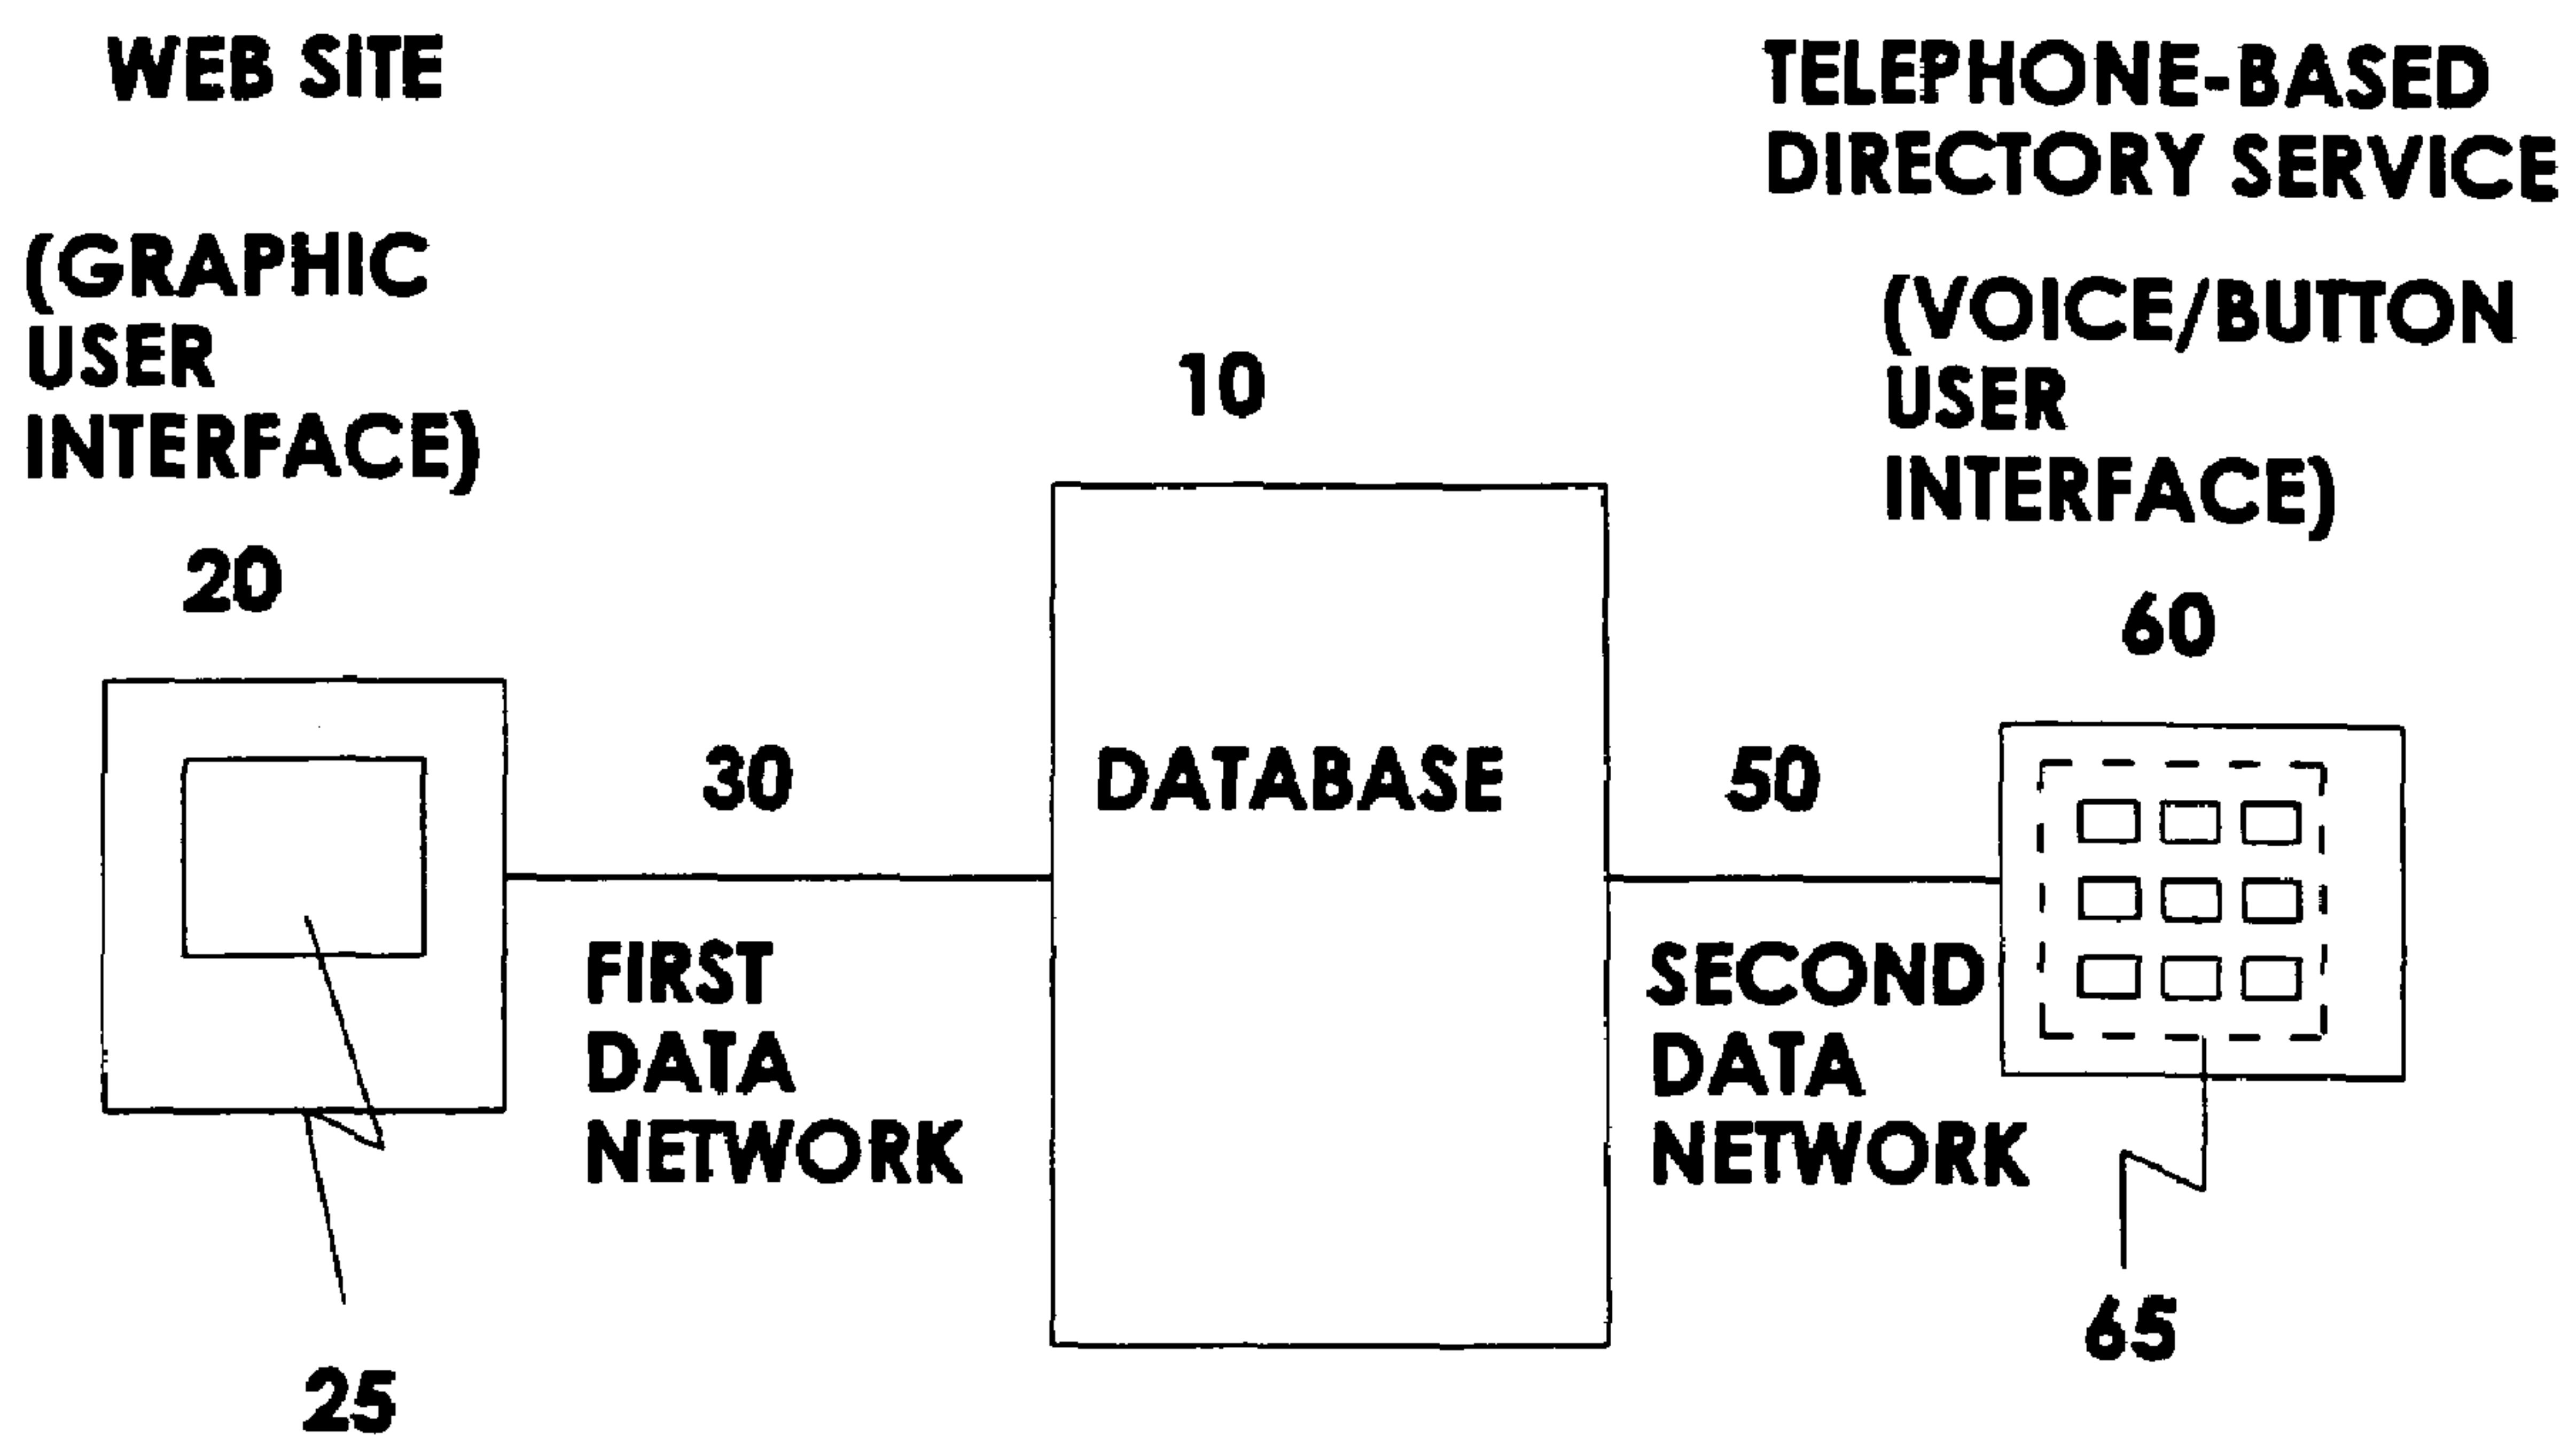 WEB SITE
(GRAPHIC
USER
INTERFACE)
20
TELEPHONE-BASED
DIRECTORY SERVICE
(VOICE/BUTTON
USER
INTERFACE)
60
10
DATABASE
30
FIRST
DATA
NETWORK
50
SECOND
DATA
NETWORK
25
65